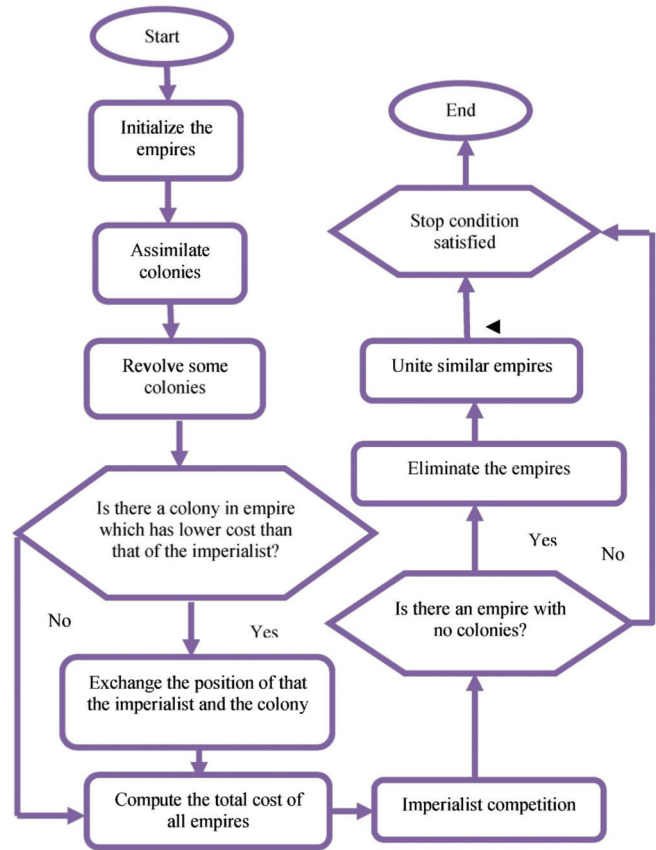 Start
Initialize the
empires
Assimilate
colonies
Revolve some
colonies
Is there a colony in empire
which has lower cost than
that of the imperialist?
No
Yes
Exchange the position of that
the imperialist and the colony
Compute the total cost of
all empires
Imperialist competition
Is there an empire with
no colonies?
Yes
No
Eliminate the empires
Unite similar empires
Stop condition
satisfied
End